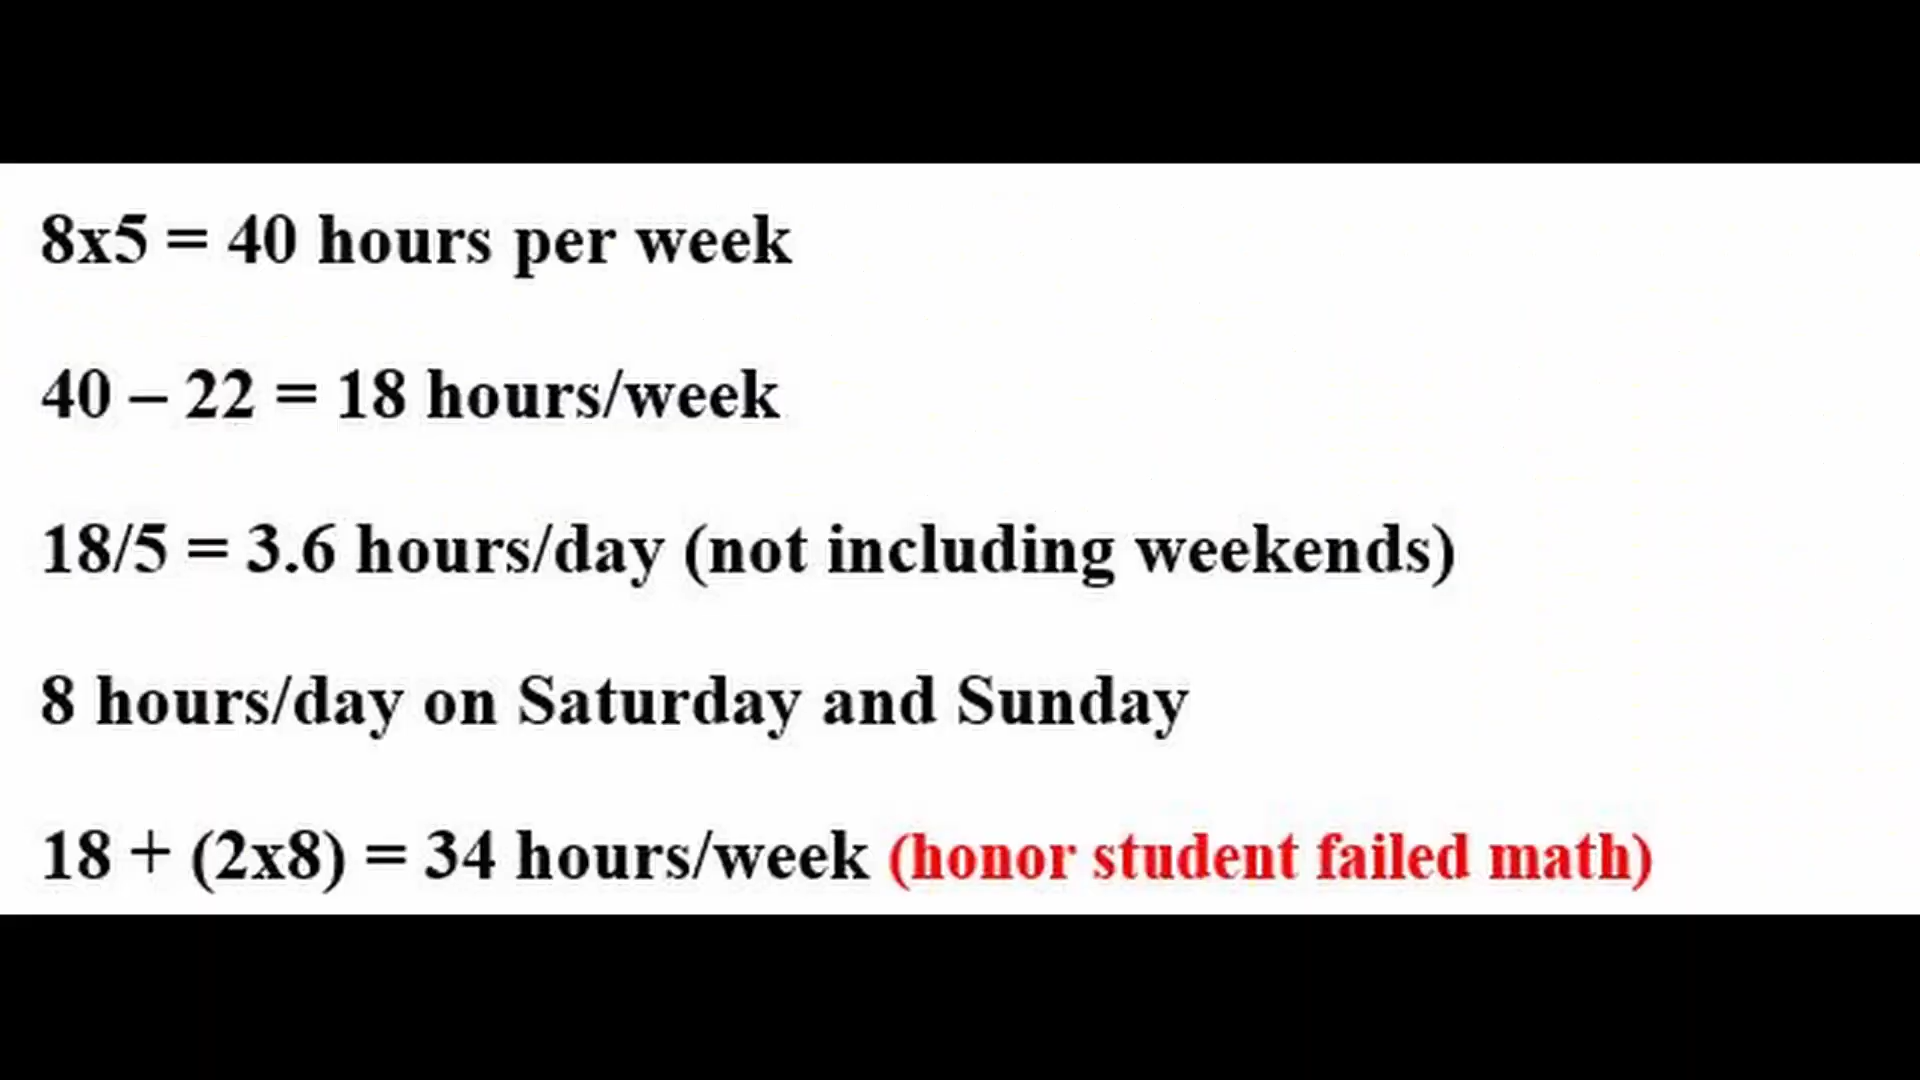 8x5 = 40 hours per week
40 – 22 = 18 hours/week
18/5 = 3.6 hours/day (not including weekends)
8 hours/day on Saturday and Sunday
18 + (2x8) = 34 hours/week (honor student failed math)